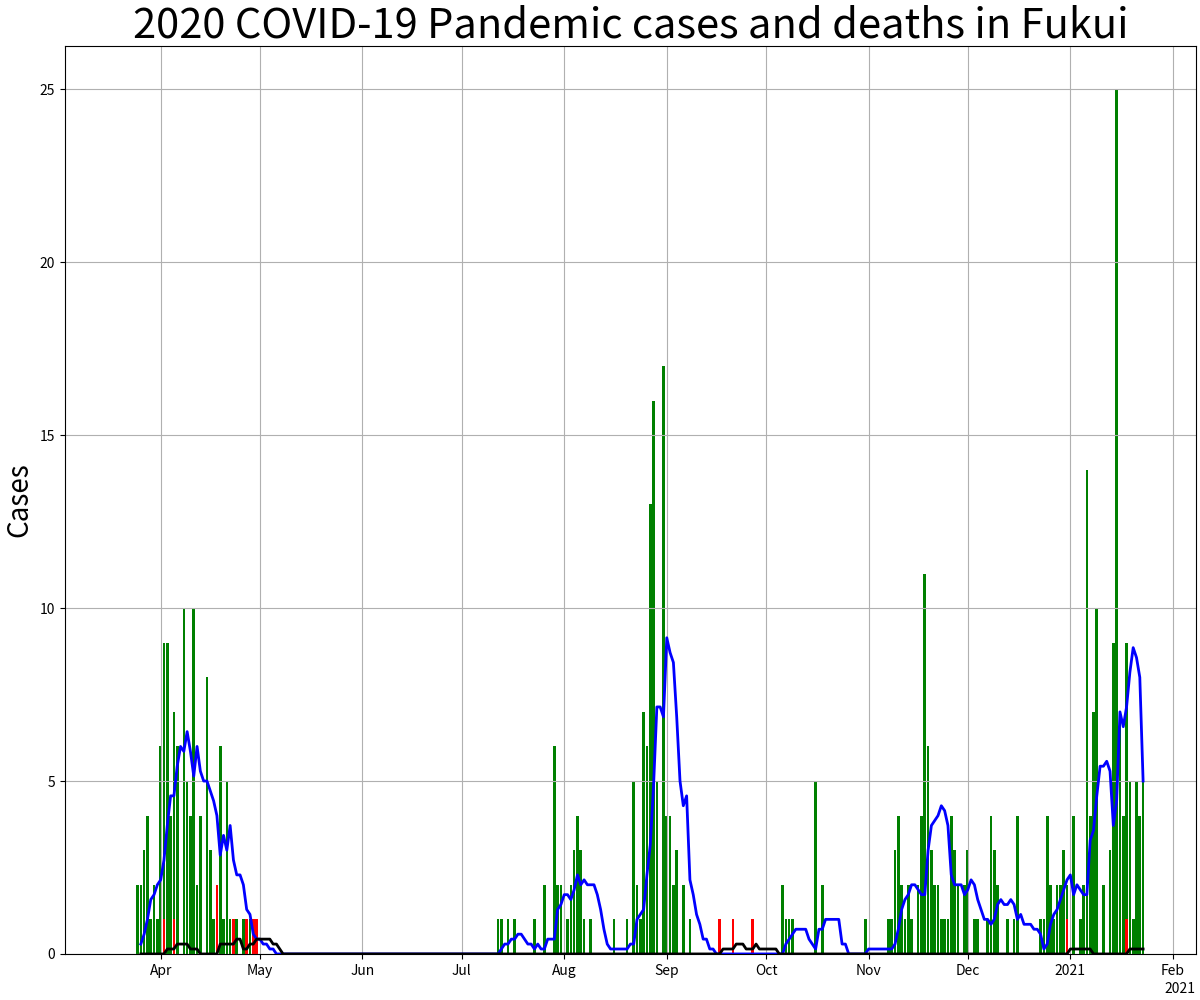 2020 COVID-19 Pandemic cases and deaths in Fukui
25
20
15
10
5
0
Cases
Apr May Jun Jul Aug Sep Oct Nov Dec 2021 Feb
2021